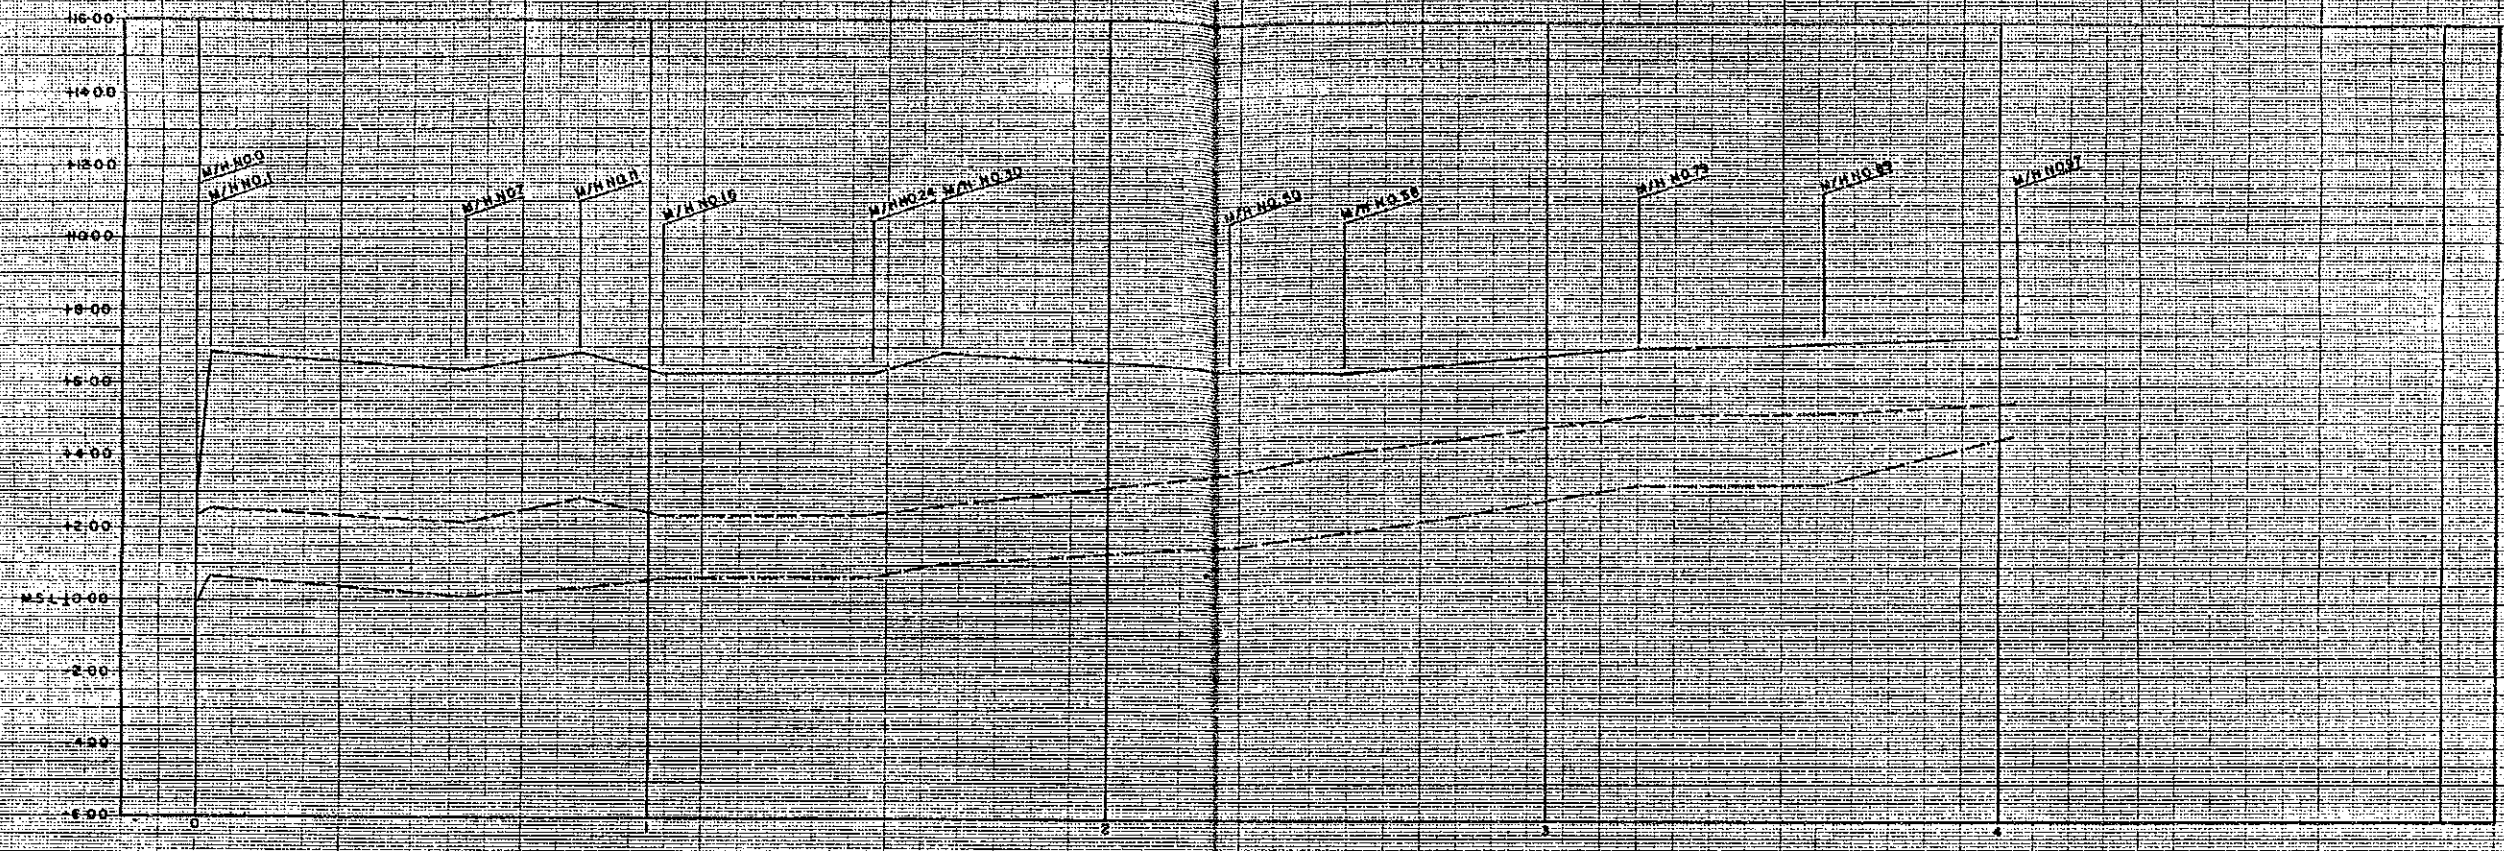 +16·00
+14·00
+12·00
+10·00
+8·00
+6·00
+4·00
+2·00
M.S.L ±0·00
-2·00
-4·00
-6·00
M/H NO.0
M/H NO.1
M/H NO.7
M/H NO.11
M/H NO.16
M/H NO.24
M/H NO.30
M/H NO.50
M/H NO.58
M/H NO.79
M/H NO.89
M/H NO.97
0
1
2
3
4